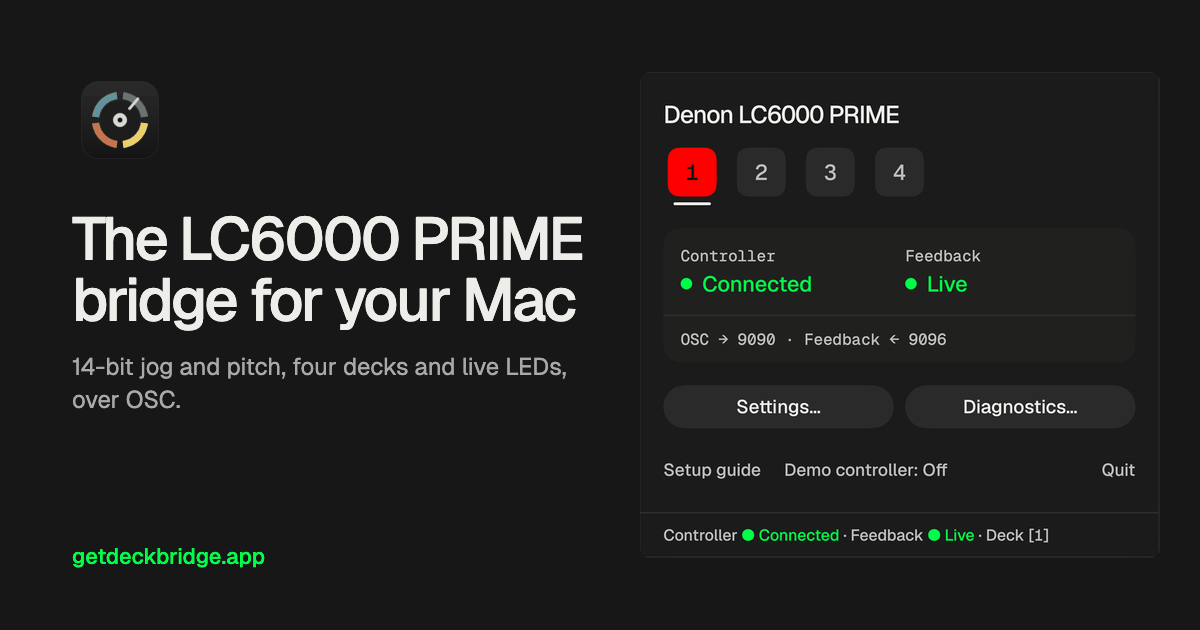 The LC6000 PRIME
bridge for your Mac
14-bit jog and pitch, four decks and live LEDs,
over OSC.
getdeckbridge.app
Denon LC6000 PRIME
1 2 3 4
Controller Feedback
Connected Live
OSC → 9090 · Feedback ← 9096
Settings… Diagnostics…
Setup guide Demo controller: Off Quit
Controller ● Connected · Feedback ● Live · Deck [1]